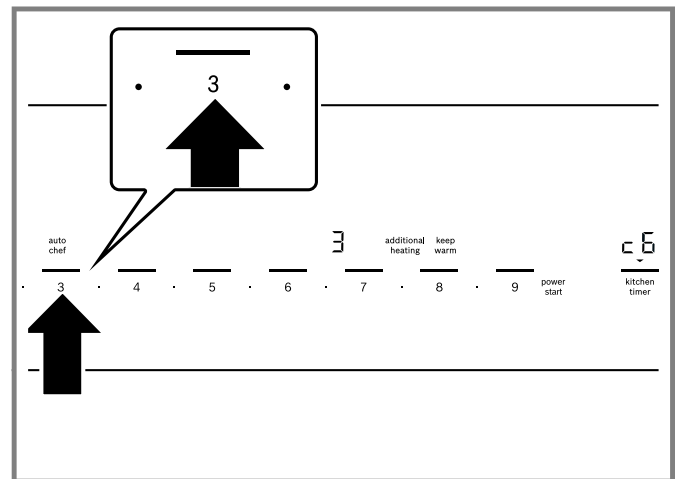 3
auto
chef
3
additional
heating
keep
warm
c6
3 · 4 · 5 · 6 · 7 · 8 · 9
power
start
kitchen
timer